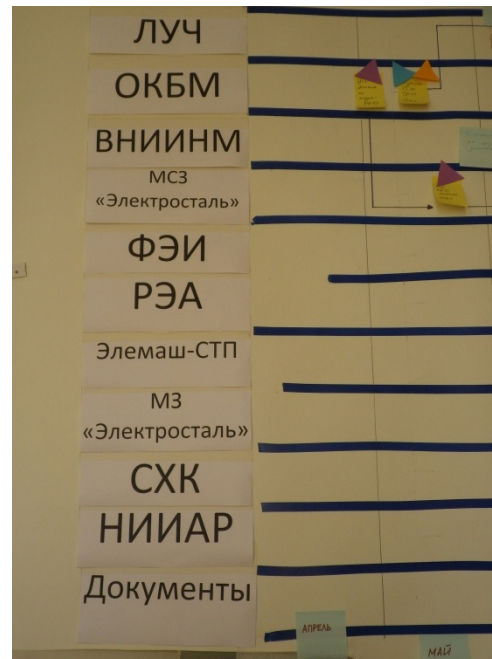 ЛУЧ
ОКБМ
ВНИИНМ
МСЗ
«Электросталь»
ФЭИ
РЭА
Элемаш-СТП
МЗ
«Электросталь»
СХК
НИИАР
Документы
АПРЕЛЬ
МАЙ